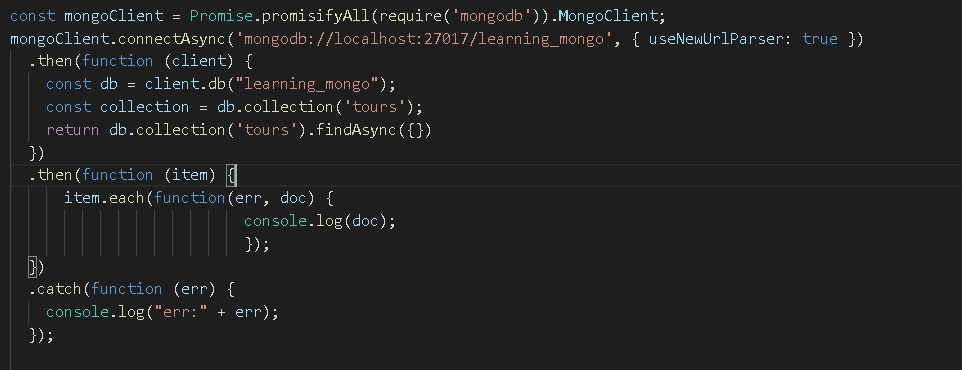 const mongoClient = Promise.promisifyAll(require('mongodb')).MongoClient;
mongoClient.connectAsync('mongodb://localhost:27017/learning_mongo', { useNewUrlParser: true })
  .then(function (client) {
    const db = client.db("learning_mongo");
    const collection = db.collection('tours');
    return db.collection('tours').findAsync({})
  })
  .then(function (item) {
      item.each(function(err, doc) {
                          console.log(doc);
                          });
  })
  .catch(function (err) {
    console.log("err:" + err);
  });